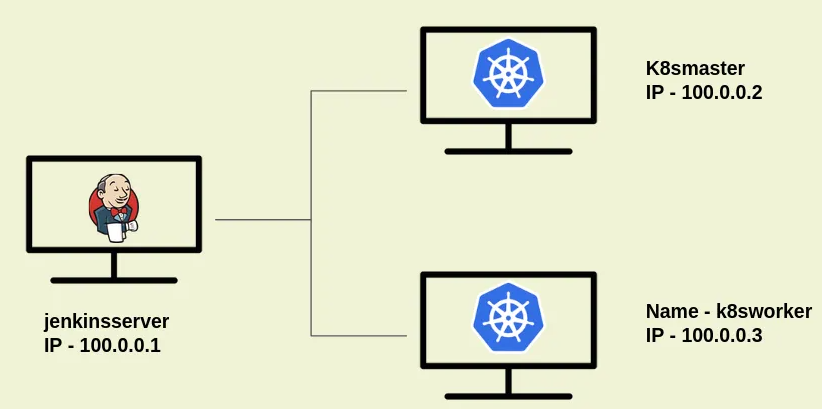 K8smaster
IP - 100.0.0.2
jenkinsserver
IP - 100.0.0.1
Name - k8sworker
IP - 100.0.0.3